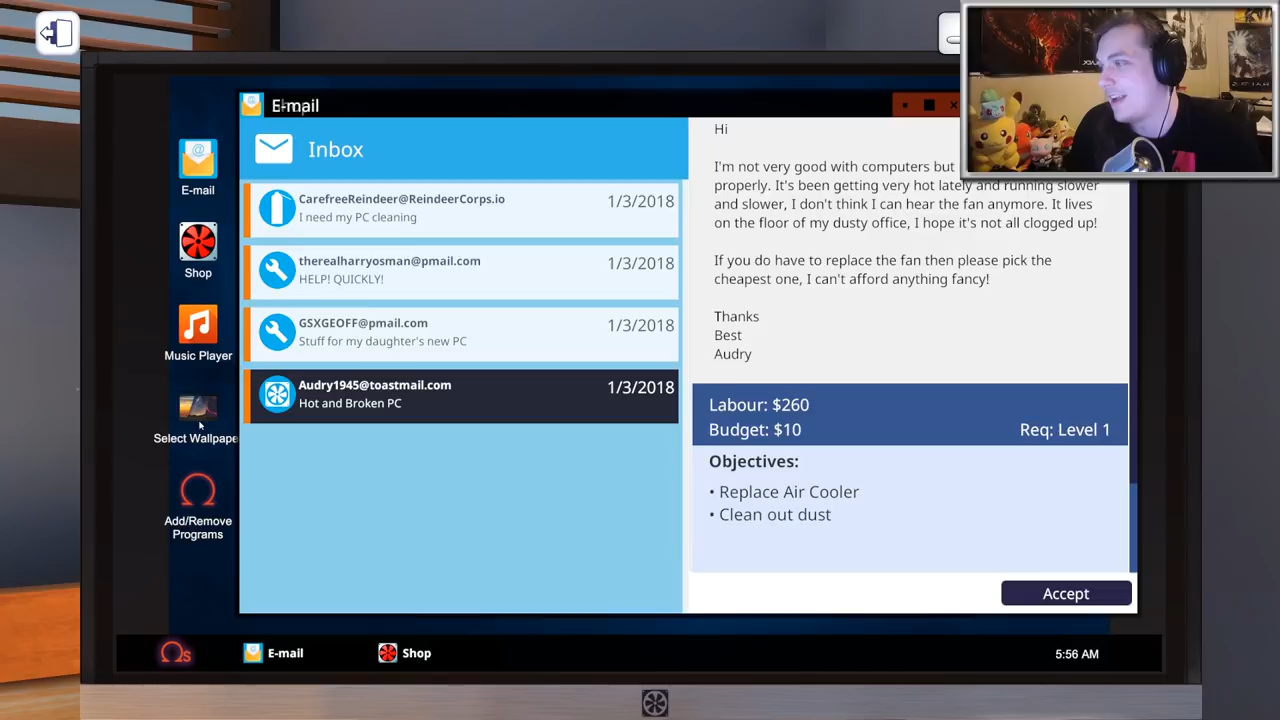 E-mail
Inbox
CarefreeReindeer@ReindeerCorps.io 1/3/2018
I need my PC cleaning
therealharryosman@pmail.com 1/3/2018
HELP! QUICKLY!
GSXGEOFF@pmail.com 1/3/2018
Stuff for my daughter's new PC
Audry1945@toastmail.com 1/3/2018
Hot and Broken PC
Hi
I'm not very good with computers but
properly. It's been getting very hot lately and running slower
and slower, I don't think I can hear the fan anymore. It lives
on the floor of my dusty office, I hope it's not all clogged up!
If you do have to replace the fan then please pick the
cheapest one, I can't afford anything fancy!
Thanks
Best
Audry
Labour: $260
Budget: $10 Req: Level 1
Objectives:
• Replace Air Cooler
• Clean out dust
Accept
E-mail
Shop
Music Player
Select Wallpape
Add/Remove
Programs
E-mail
Shop
5:56 AM